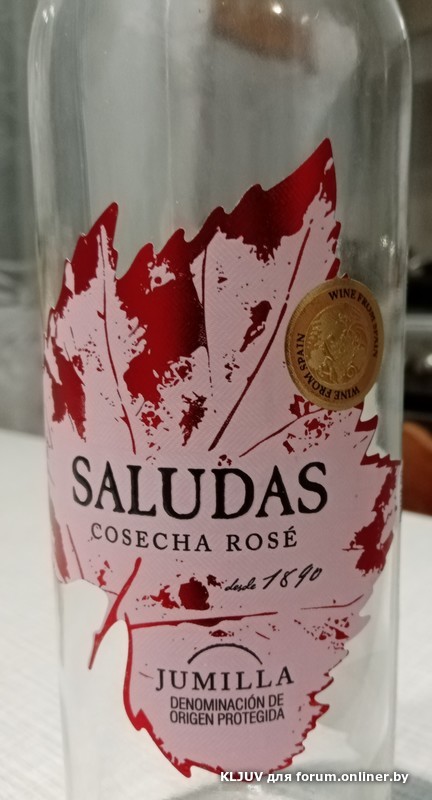 WINE FROM SPAIN
WINE FROM SPAIN
SALUDAS
COSECHA ROSÉ
desde 1890
JUMILLA
DENOMINACIÓN DE
ORIGEN PROTEGIDA
KLJUV для forum.onliner.by